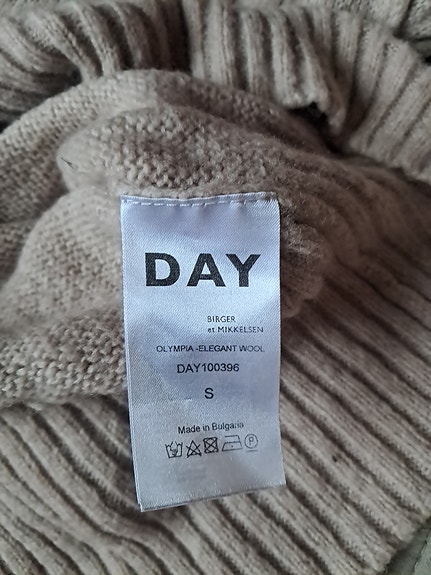 DAY
BIRGER
et MIKKELSEN
OLYMPIA -ELEGANT WOOL
DAY100396
S
Made in Bulgaria
P